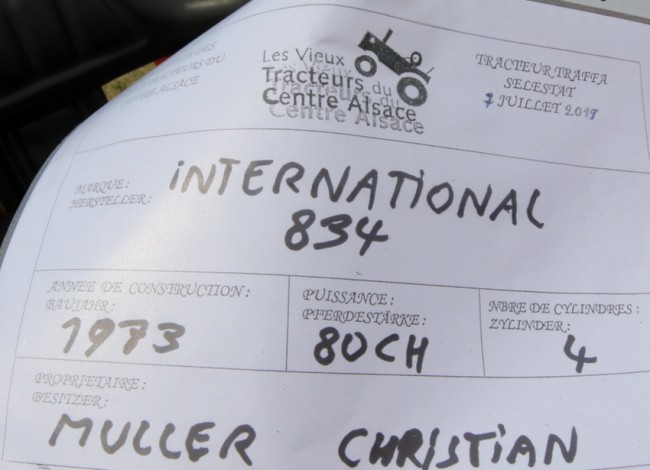 Les Vieux
Tracteurs du
Centre Alsace
TRACTEUR TRAFFA
SELESTAT
7 JUILLET 2017
MARQUE:
HERSTELLER:
INTERNATIONAL
834
ANNÉE DE CONSTRUCTION:
BAUJAHR:
1973
PUISSANCE:
PFERDESTÄRKE:
80CH
NBRE DE CYLINDRES:
ZYLINDER:
4
PROPRIETAIRE:
BESITZER:
MULLER CHRISTIAN